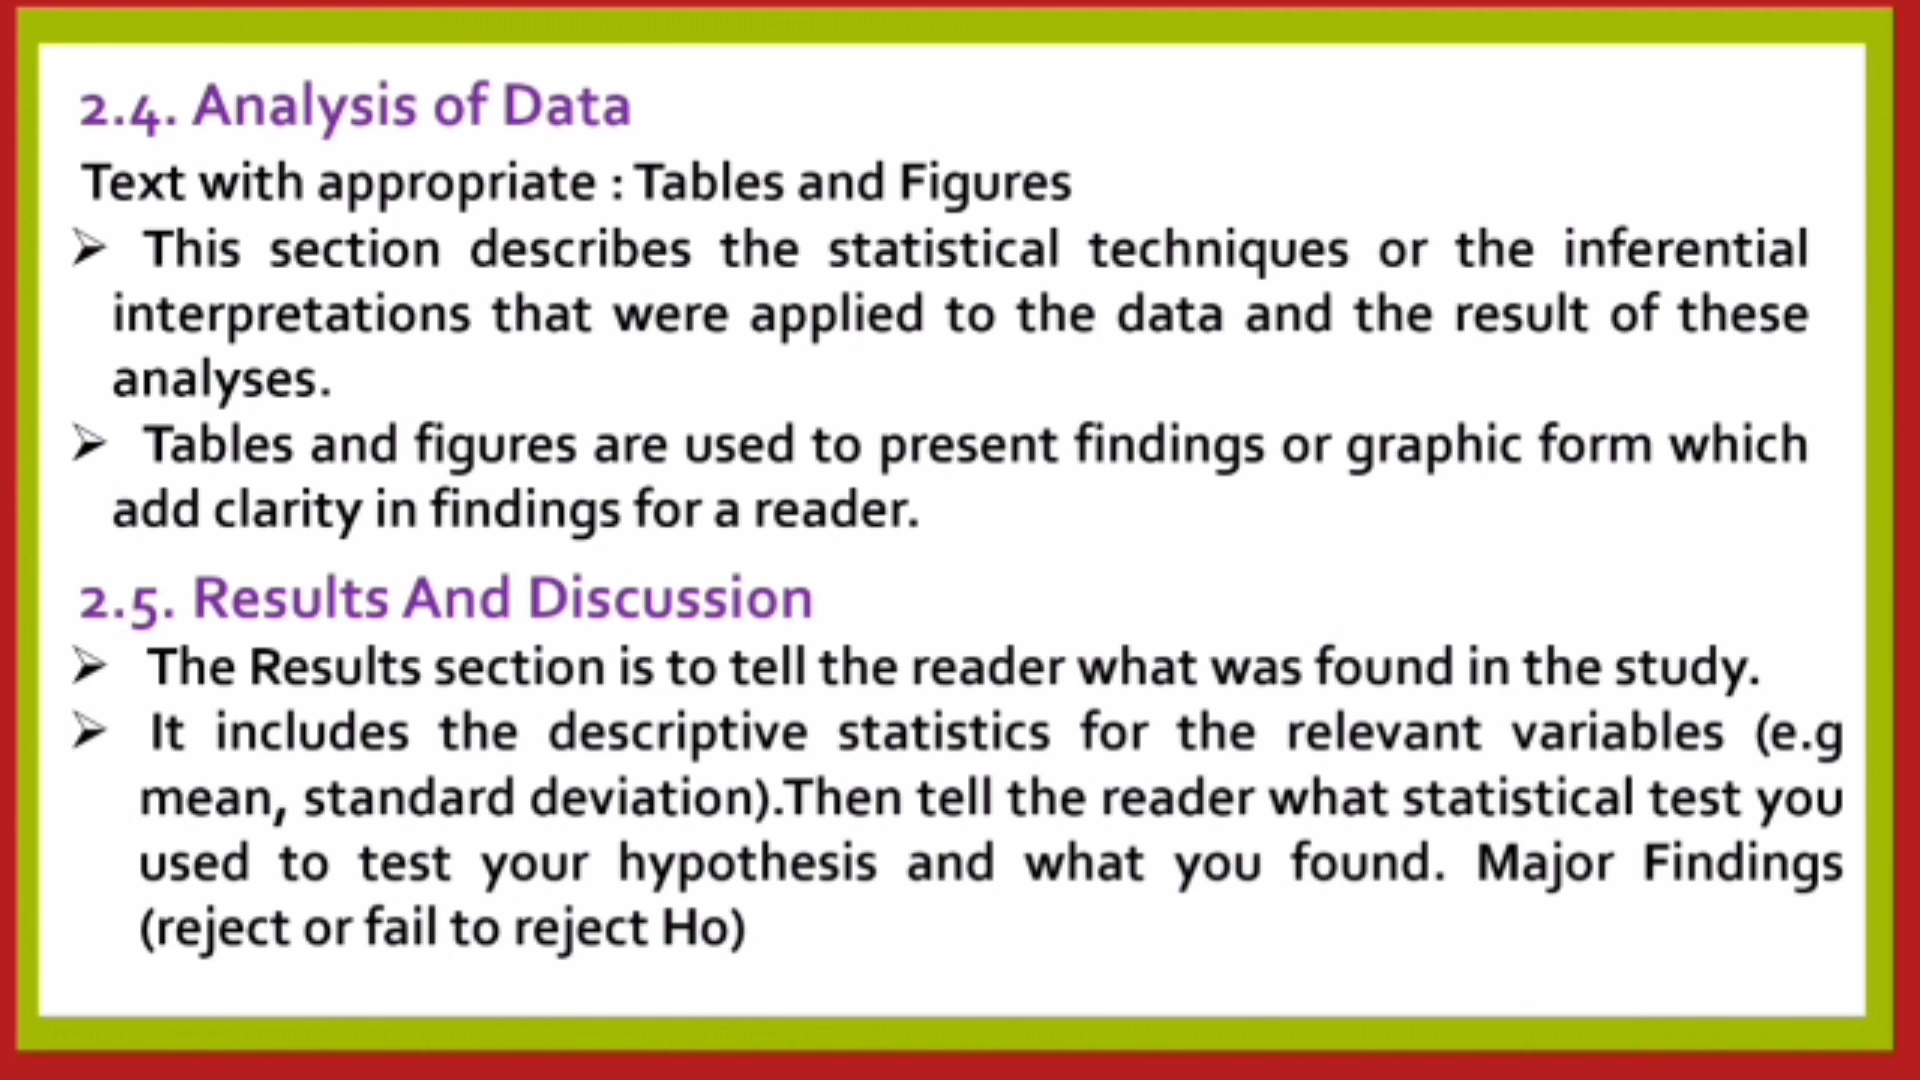 2.4. Analysis of Data
Text with appropriate : Tables and Figures
➢ This section describes the statistical techniques or the inferential
interpretations that were applied to the data and the result of these
analyses.
➢ Tables and figures are used to present findings or graphic form which
add clarity in findings for a reader.
2.5. Results And Discussion
➢ The Results section is to tell the reader what was found in the study.
➢ It includes the descriptive statistics for the relevant variables (e.g
mean, standard deviation).Then tell the reader what statistical test you
used to test your hypothesis and what you found. Major Findings
(reject or fail to reject Ho)